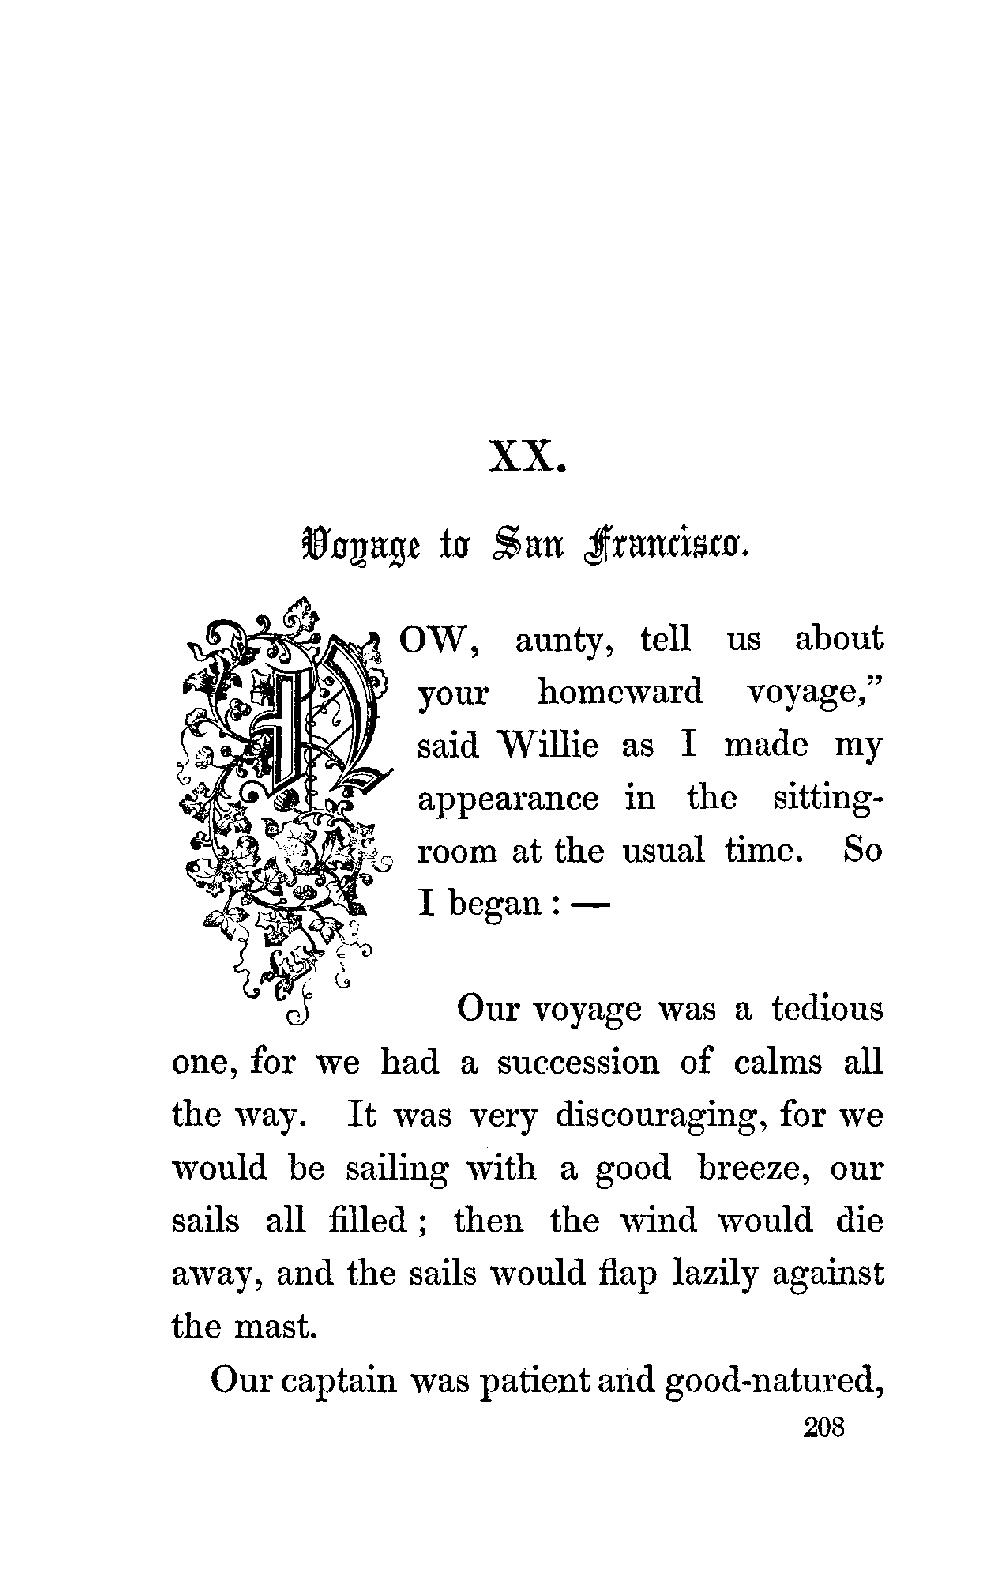 XX.
Voyage to San Francisco.
NOW, aunty, tell us about
your homeward voyage,”
said Willie as I made my
appearance in the sitting-
room at the usual time. So
I began : —
Our voyage was a tedious
one, for we had a succession of calms all
the way. It was very discouraging, for we
would be sailing with a good breeze, our
sails all filled ; then the wind would die
away, and the sails would flap lazily against
the mast.
Our captain was patient and good-natured,
208